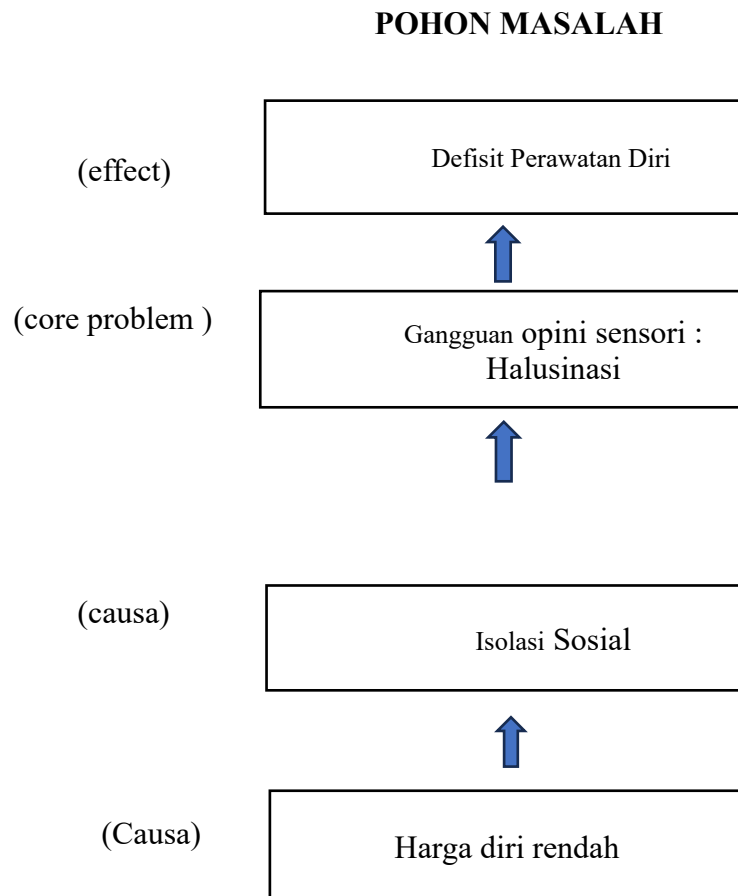 POHON MASALAH
(effect)
Defisit Perawatan Diri
(core problem )
Gangguan opini sensori :
Halusinasi
(causa)
Isolasi Sosial
(Causa)
Harga diri rendah